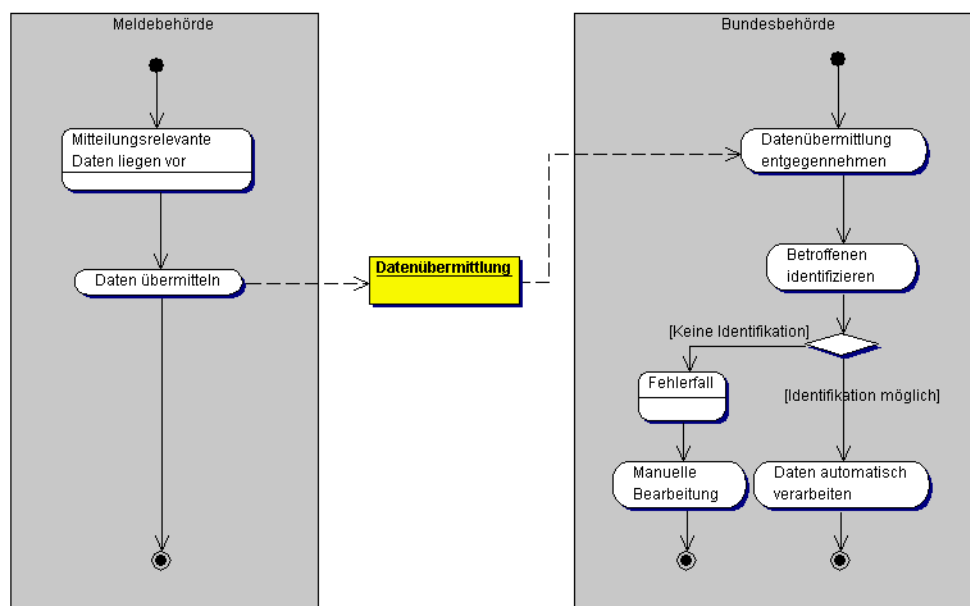 Meldebehörde
Mitteilungsrelevante
Daten liegen vor
Daten übermitteln
Datenübermittlung
Bundesbehörde
Datenübermittlung
entgegennehmen
Betroffenen
identifizieren
[Keine Identifikation]
Fehlerfall
[Identifikation möglich]
Manuelle
Bearbeitung
Daten automatisch
verarbeiten